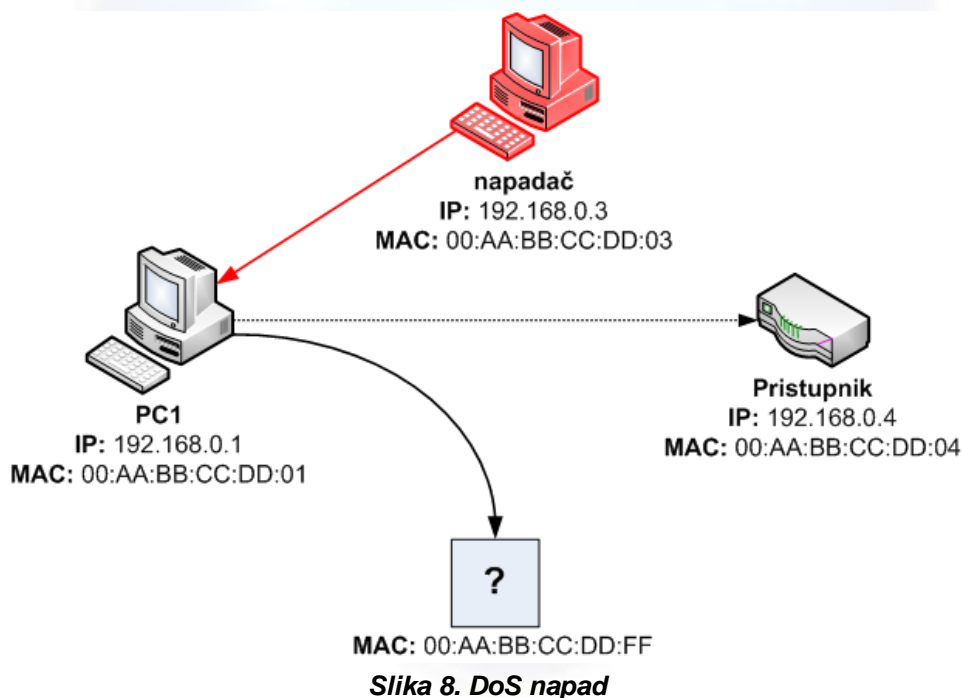 napadač
IP: 192.168.0.3
MAC: 00:AA:BB:CC:DD:03
PC1
IP: 192.168.0.1
MAC: 00:AA:BB:CC:DD:01
Pristupnik
IP: 192.168.0.4
MAC: 00:AA:BB:CC:DD:04
?
MAC: 00:AA:BB:CC:DD:FF
Slika 8. DoS napad